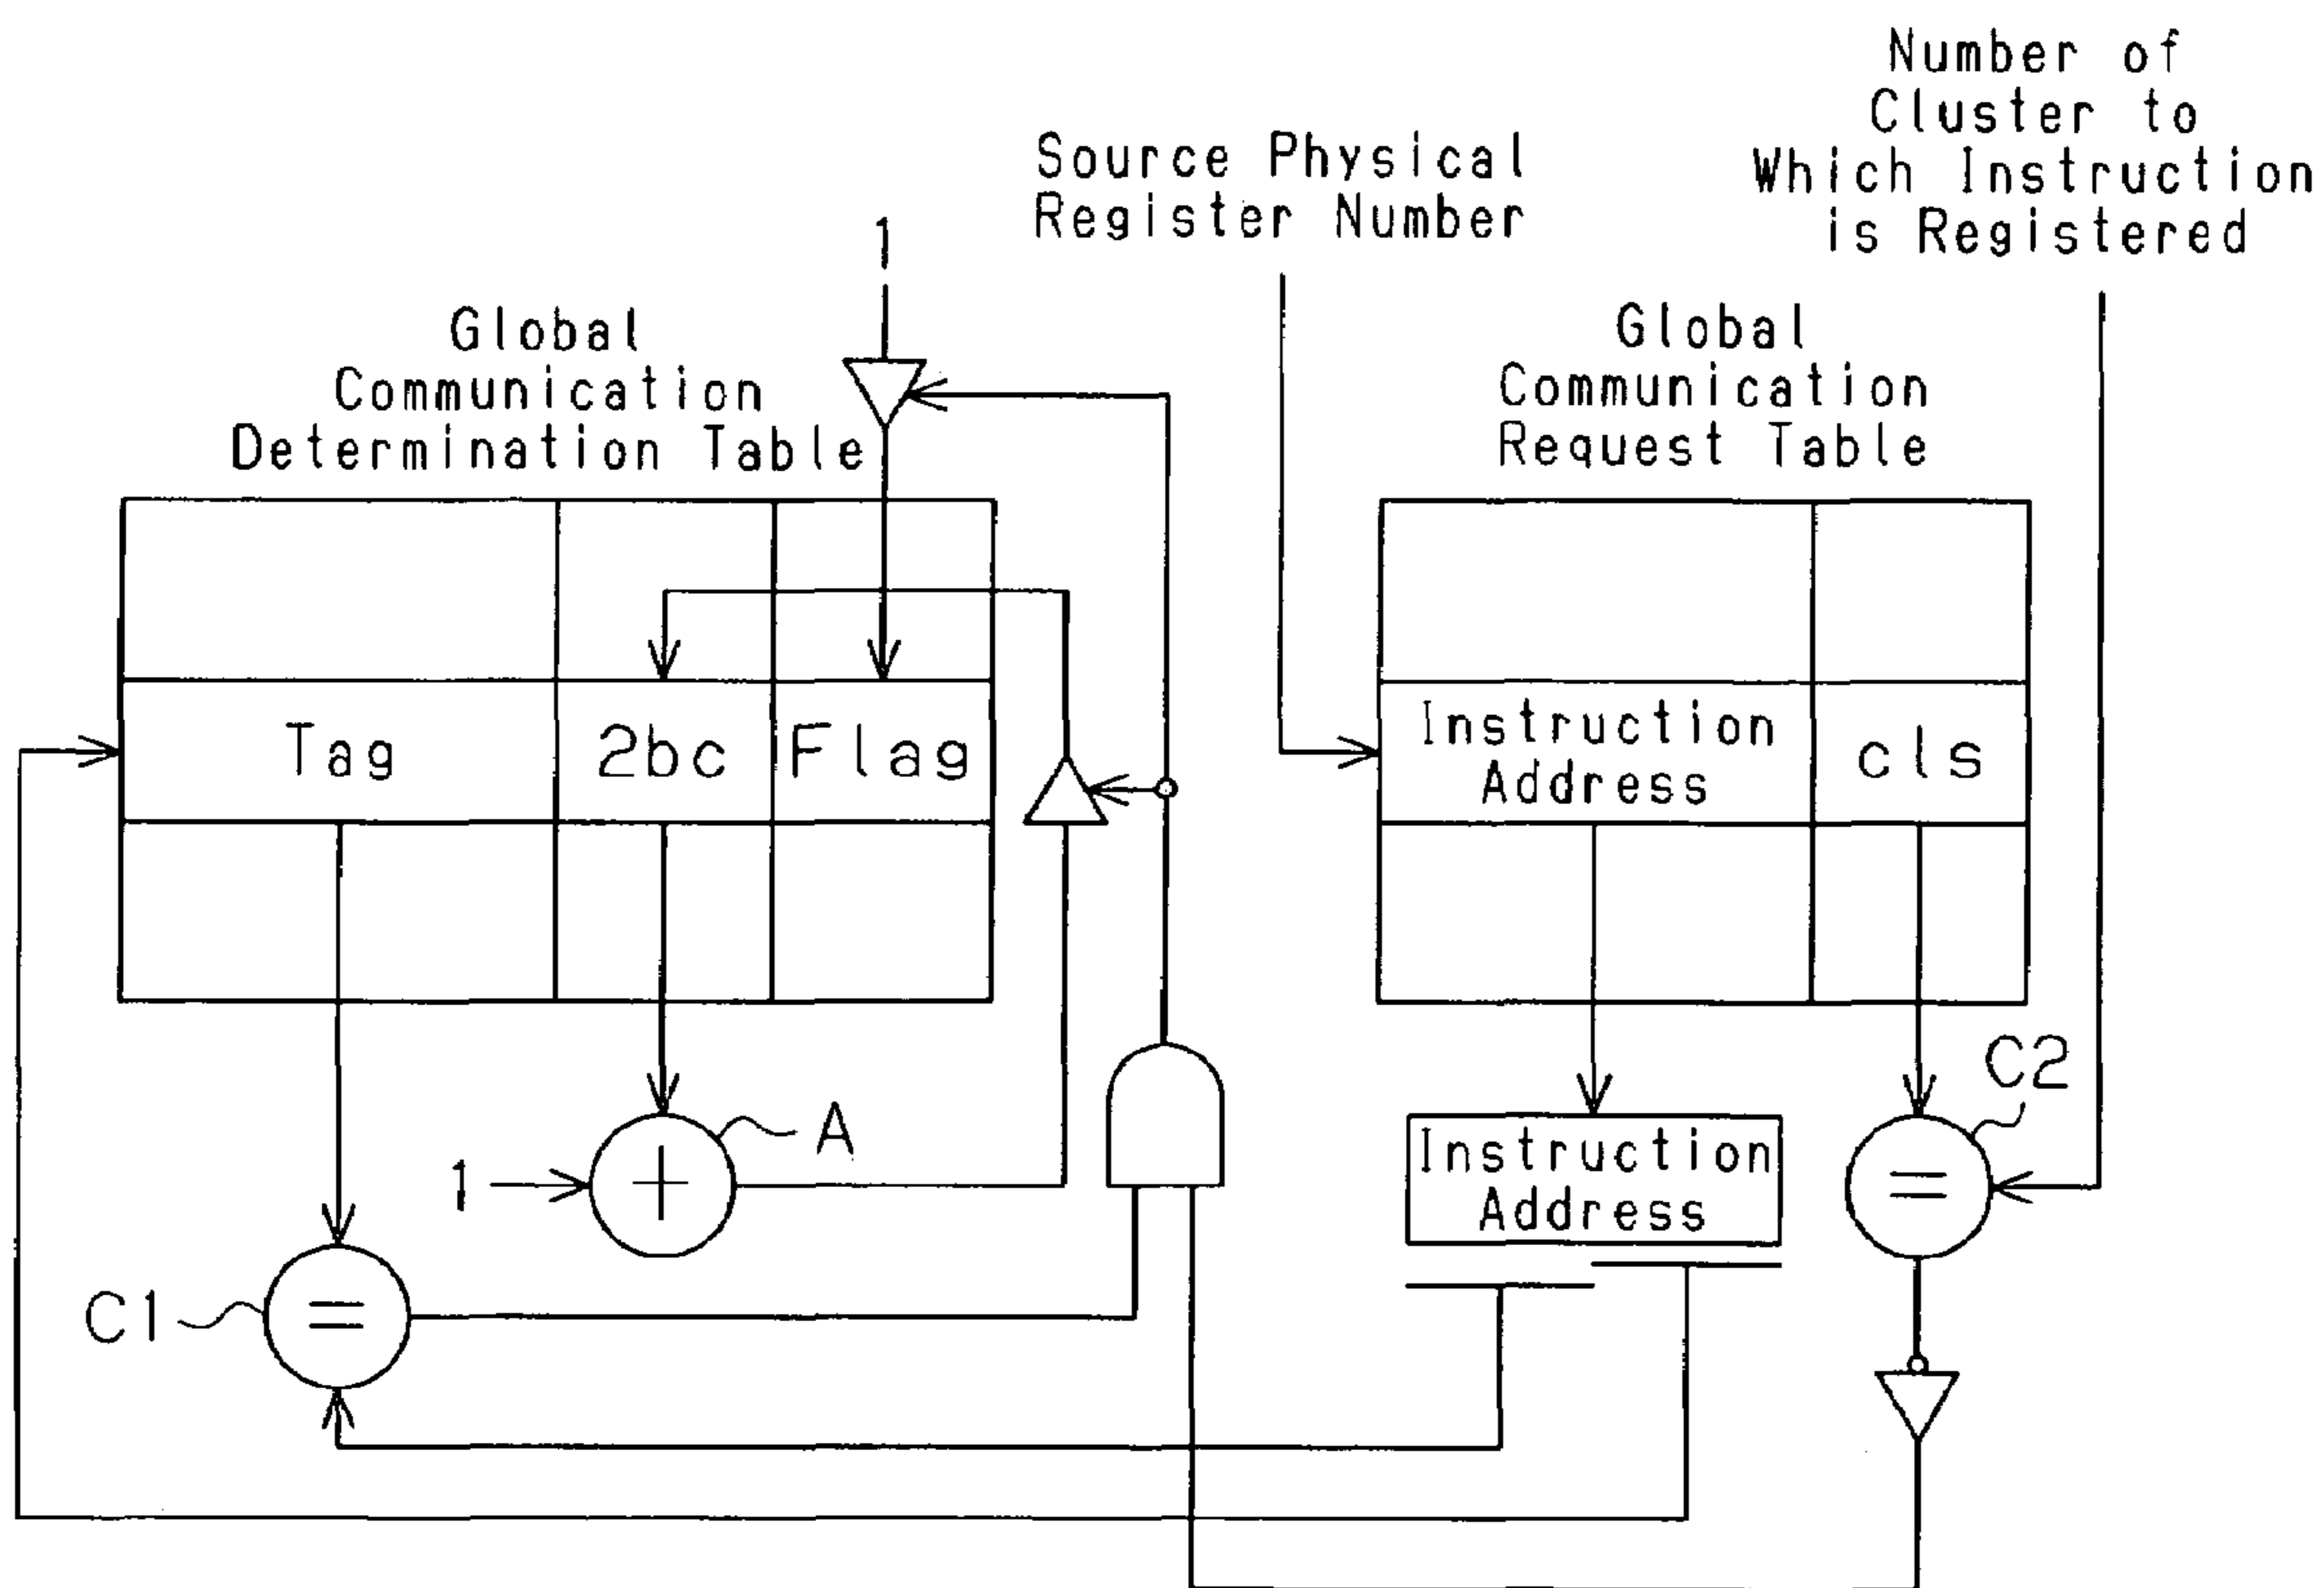 Number of
Cluster to
Which Instruction
is Registered
Source Physical
Register Number
1
Global
Communication
Determination Table
Global
Communication
Request Table
Tag
2bc
Flag
Instruction
Address
cls
C2
A
1
Instruction
Address
C1
+
=
=